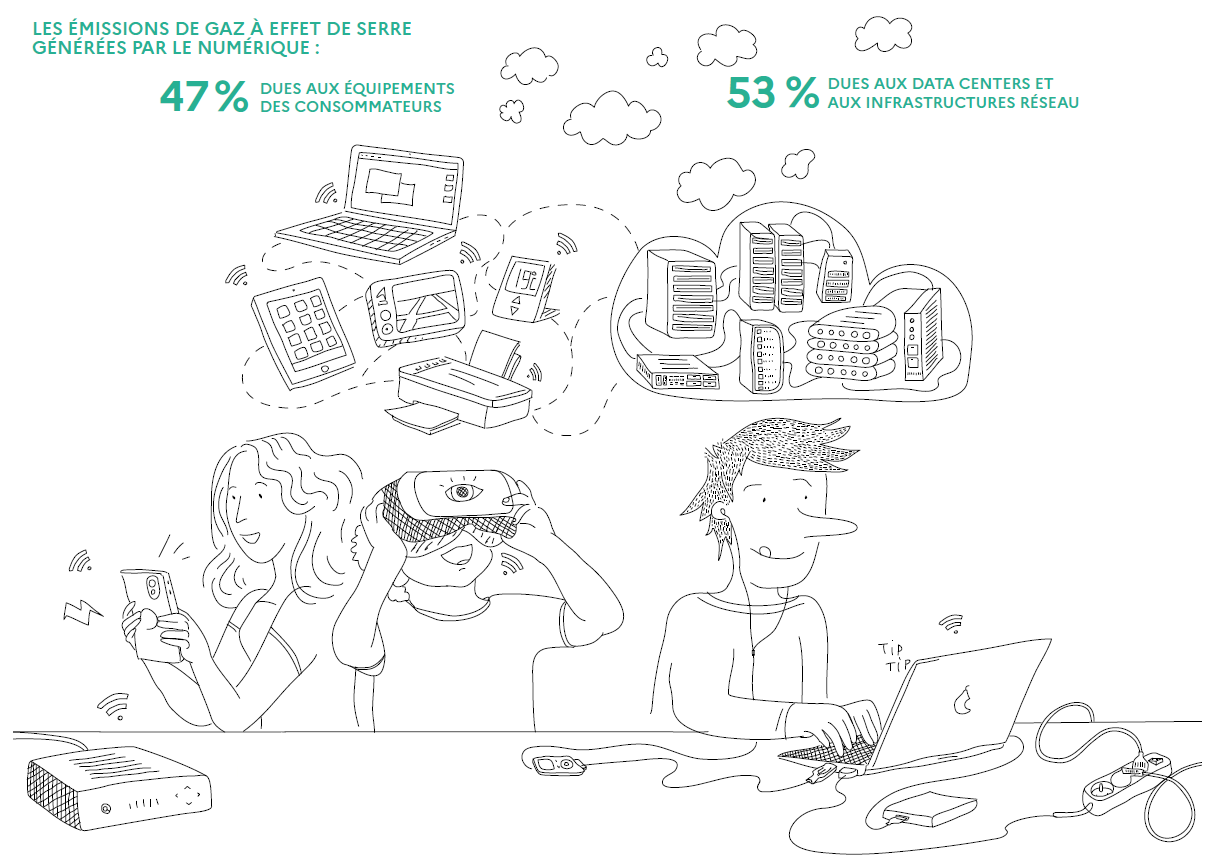 LES ÉMISSIONS DE GAZ À EFFET DE SERRE
GÉNÉRÉES PAR LE NUMÉRIQUE :
47 %
DUES AUX ÉQUIPEMENTS
DES CONSOMMATEURS
53 %
DUES AUX DATA CENTERS ET
AUX INFRASTRUCTURES RÉSEAU
TiP
TiP